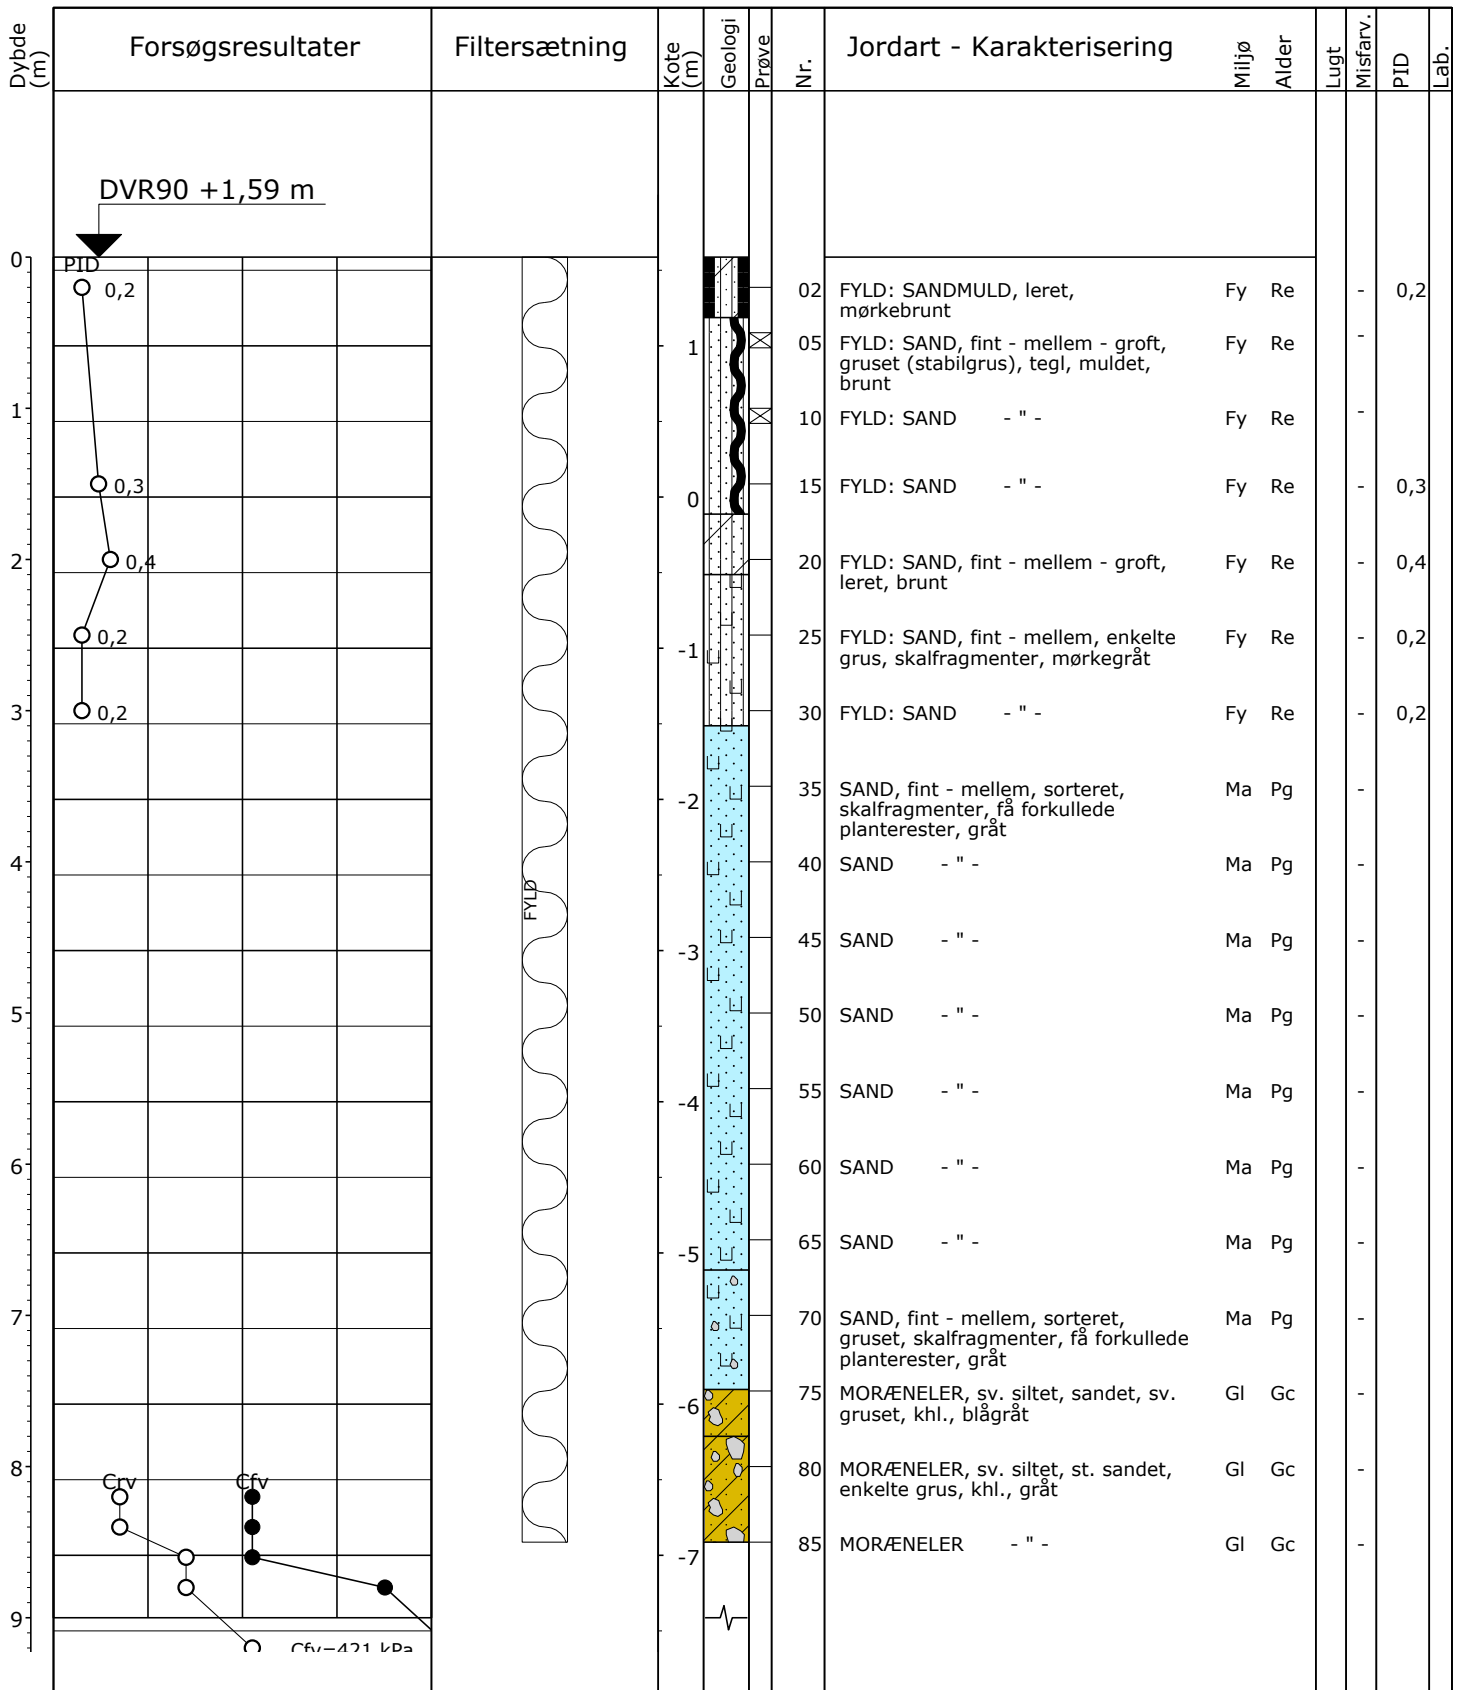 Dybde (m)
Forsøgsresultater
Filtersætning
Kote (m)
Geologi
Prøve
Nr.
Jordart - Karakterisering
Miljø
Alder
Lugt
Misfarv.
PID
Lab.
DVR90 +1,59 m
0
PID
0,2
02 FYLD: SANDMULD, leret, Fy Re - 0,2
mørkebrunt
1
05 FYLD: SAND, fint - mellem - groft, Fy Re -
gruset (stabilgrus), tegl, muldet,
brunt
1
10 FYLD: SAND - " - Fy Re -
0,3
0
15 FYLD: SAND - " - Fy Re - 0,3
2
0,4
20 FYLD: SAND, fint - mellem - groft, Fy Re - 0,4
leret, brunt
0,2
-1
25 FYLD: SAND, fint - mellem, enkelte Fy Re - 0,2
grus, skalfragmenter, mørkegråt
3
0,2
30 FYLD: SAND - " - Fy Re - 0,2
-2
35 SAND, fint - mellem, sorteret, Ma Pg -
skalfragmenter, få forkullede
planterester, gråt
4
FYLD
40 SAND - " - Ma Pg -
-3
45 SAND - " - Ma Pg -
5
50 SAND - " - Ma Pg -
-4
55 SAND - " - Ma Pg -
6
60 SAND - " - Ma Pg -
-5
65 SAND - " - Ma Pg -
7
70 SAND, fint - mellem, sorteret, Ma Pg -
gruset, skalfragmenter, få forkullede
planterester, gråt
-6
75 MORÆNELER, sv. siltet, sandet, sv. Gl Gc -
gruset, khl., blågråt
8
Crv
Cfv
80 MORÆNELER, sv. siltet, st. sandet, Gl Gc -
enkelte grus, khl., gråt
-7
85 MORÆNELER - " - Gl Gc -
9
Cfv=421 kPa